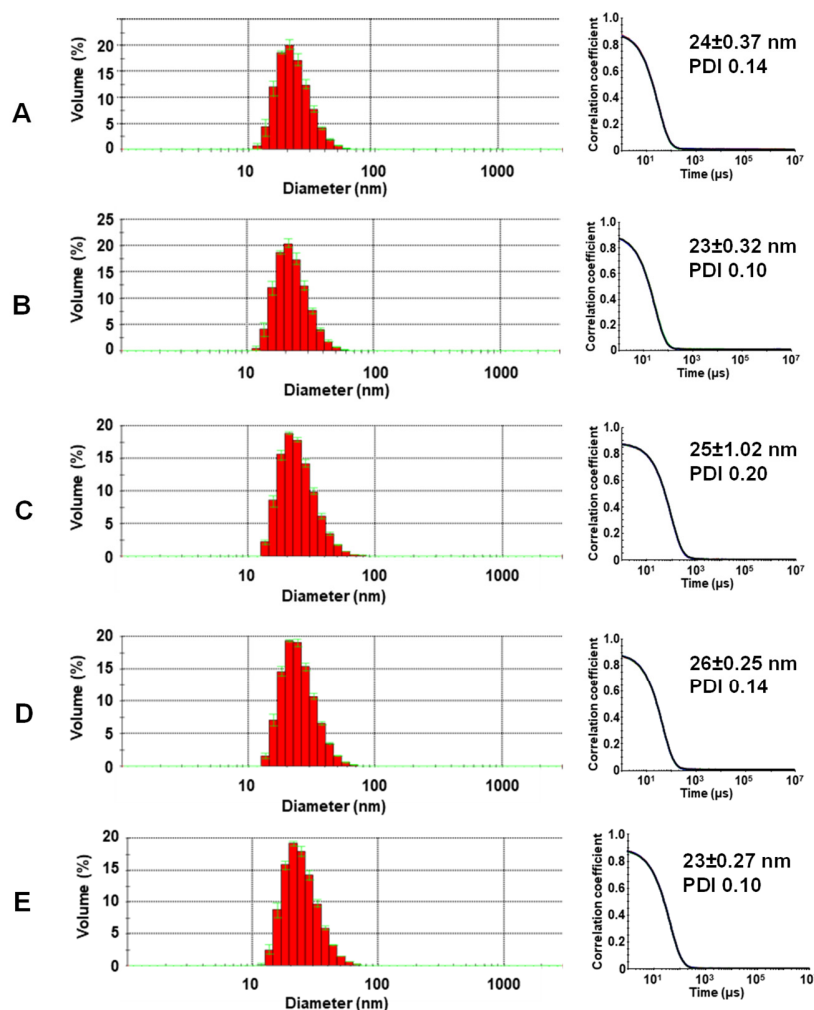 A
Volume (%)
20
15
10
5
0
10
100
1000
Diameter (nm)
Correlation coefficient
1.0
0.8
0.6
0.4
0.2
0
10¹
10³
10⁵
10⁷
Time (µs)
24±0.37 nm
PDI 0.14
B
Volume (%)
25
20
15
10
5
0
10
100
1000
Diameter (nm)
Correlation coefficient
1.0
0.8
0.6
0.4
0.2
0
10¹
10³
10⁵
10⁷
Time (µs)
23±0.32 nm
PDI 0.10
C
Volume (%)
20
15
10
5
0
10
100
1000
Diameter (nm)
Correlation coefficient
1.0
0.8
0.6
0.4
0.2
0
10¹
10³
10⁵
10⁷
Time (µs)
25±1.02 nm
PDI 0.20
D
Volume (%)
20
15
10
5
0
10
100
1000
Diameter (nm)
Correlation coefficient
1.0
0.8
0.6
0.4
0.2
0
10¹
10³
10⁵
10⁷
Time (µs)
26±0.25 nm
PDI 0.14
E
Volume (%)
20
15
10
5
0
10
100
1000
Diameter (nm)
Correlation coefficient
1.0
0.8
0.6
0.4
0.2
0
10¹
10³
10⁵
10
Time (µs)
23±0.27 nm
PDI 0.10